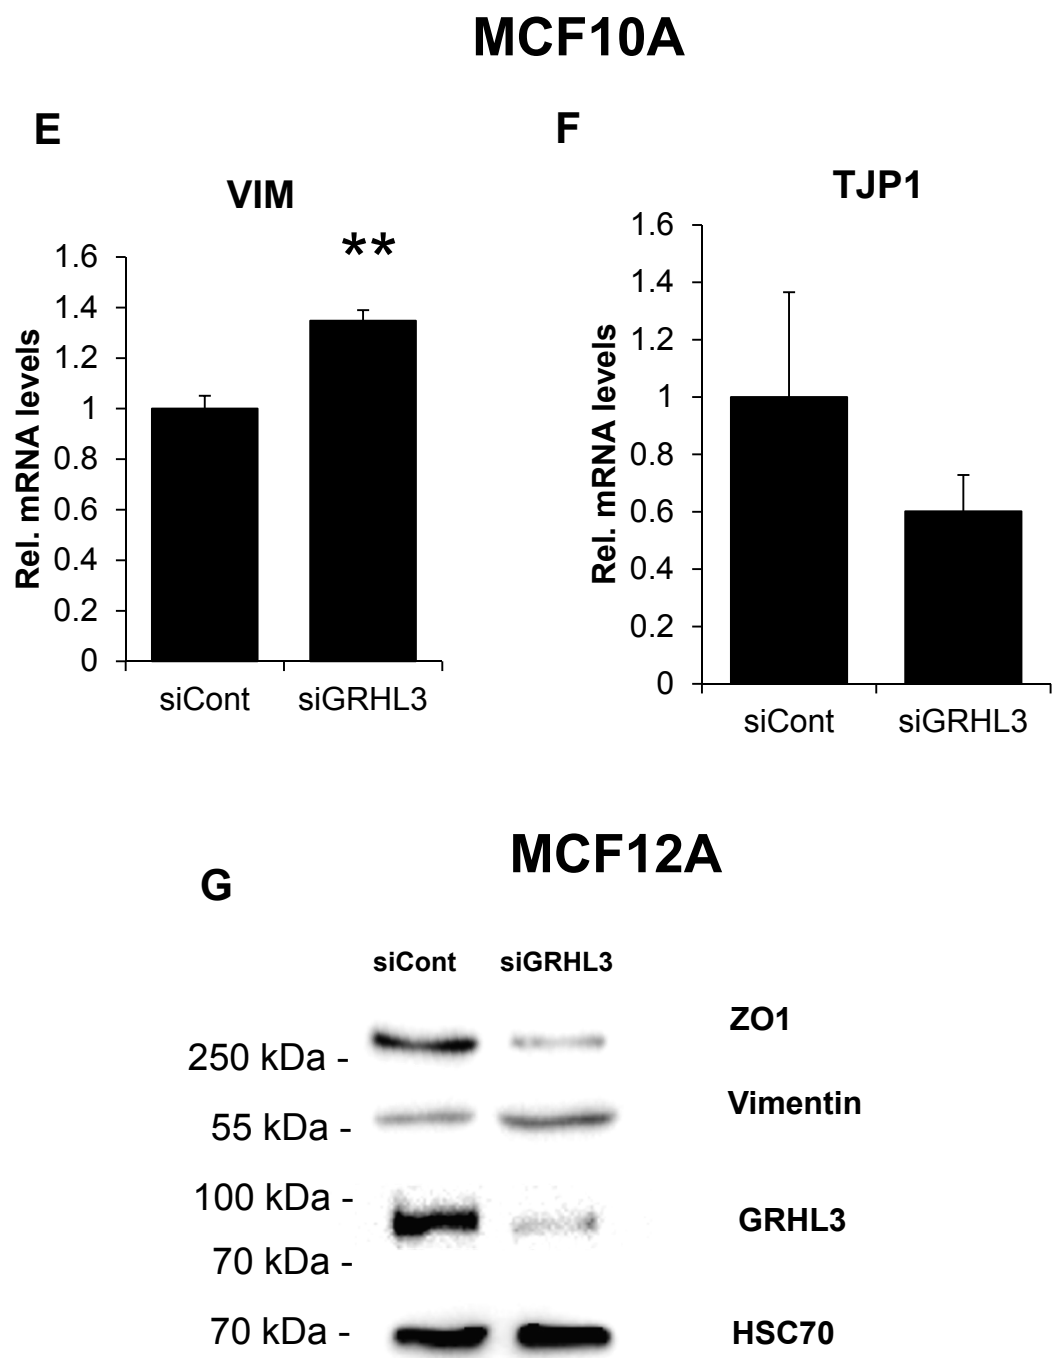 MCF10A
E
VIM
**
Rel. mRNA levels
1.6
1.4
1.2
1
0.8
0.6
0.4
0.2
0
siCont siGRHL3
F
TJP1
Rel. mRNA levels
1.6
1.4
1.2
1
0.8
0.6
0.4
0.2
0
siCont siGRHL3
MCF12A
G
siCont siGRHL3
250 kDa - ZO1
55 kDa - Vimentin
100 kDa -
GRHL3
70 kDa -
70 kDa - HSC70